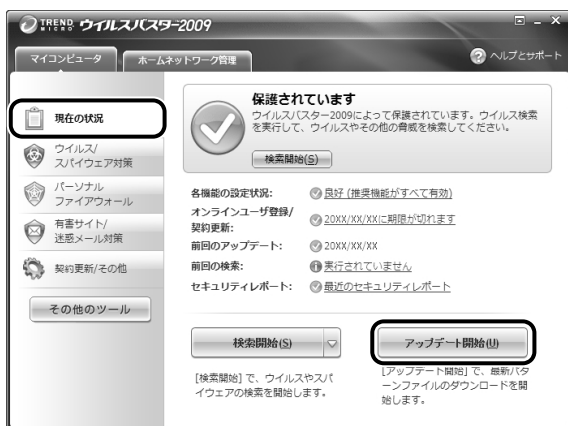 TREND MICRO ウイルスバスター2009
マイコンピュータ
ホームネットワーク管理
ヘルプとサポート
現在の状況
ウイルス/
スパイウェア対策
パーソナル
ファイアウォール
有害サイト/
迷惑メール対策
契約更新/その他
その他のツール
保護されています
ウイルスバスター2009によって保護されています。ウイルス検索
を実行して、ウイルスやその他の脅威を検索してください。
検索開始(S)
各機能の設定状況: 良好 (推奨機能がすべて有効)
オンラインユーザ登録/
契約更新: 20XX/XX/XXに期限が切れます
前回のアップデート: 20XX/XX/XX
前回の検索: 実行されていません
セキュリティレポート: 最近のセキュリティレポート
検索開始(S)
[検索開始] で、ウイルスやスパ
イウェアの検索を開始します。
アップデート開始(U)
[アップデート開始] で、最新パタ
ーンファイルのダウンロードを開
始します。